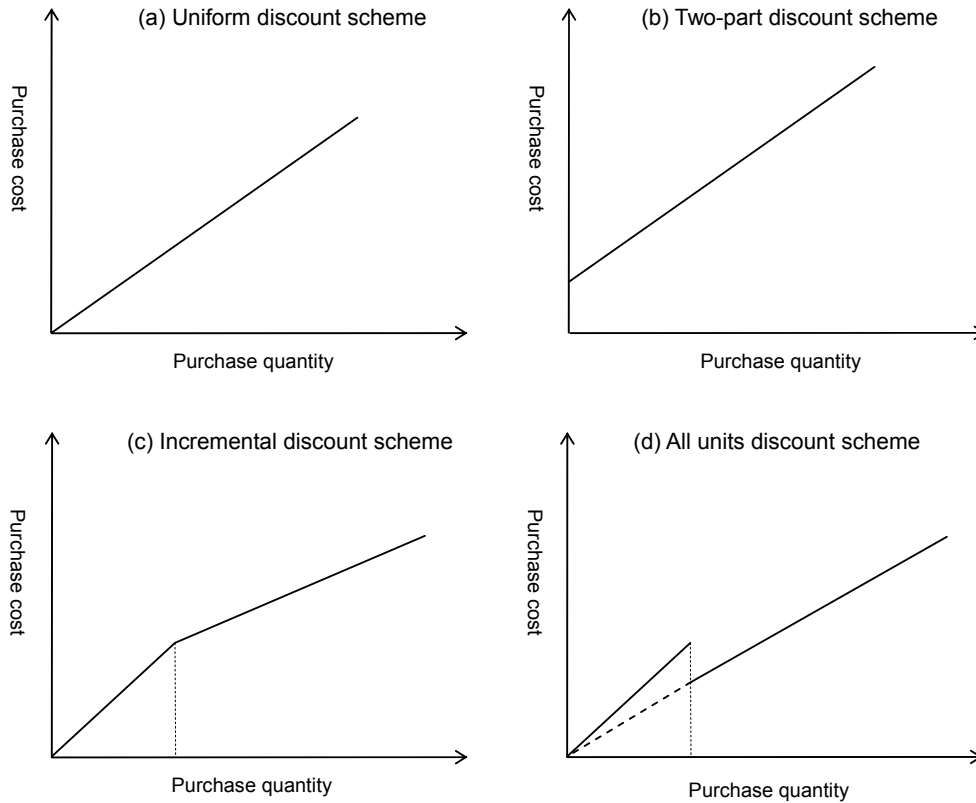 (a) Uniform discount scheme
Purchase cost
Purchase quantity
(b) Two-part discount scheme
Purchase cost
Purchase quantity
(c) Incremental discount scheme
Purchase cost
Purchase quantity
(d) All units discount scheme
Purchase cost
Purchase quantity